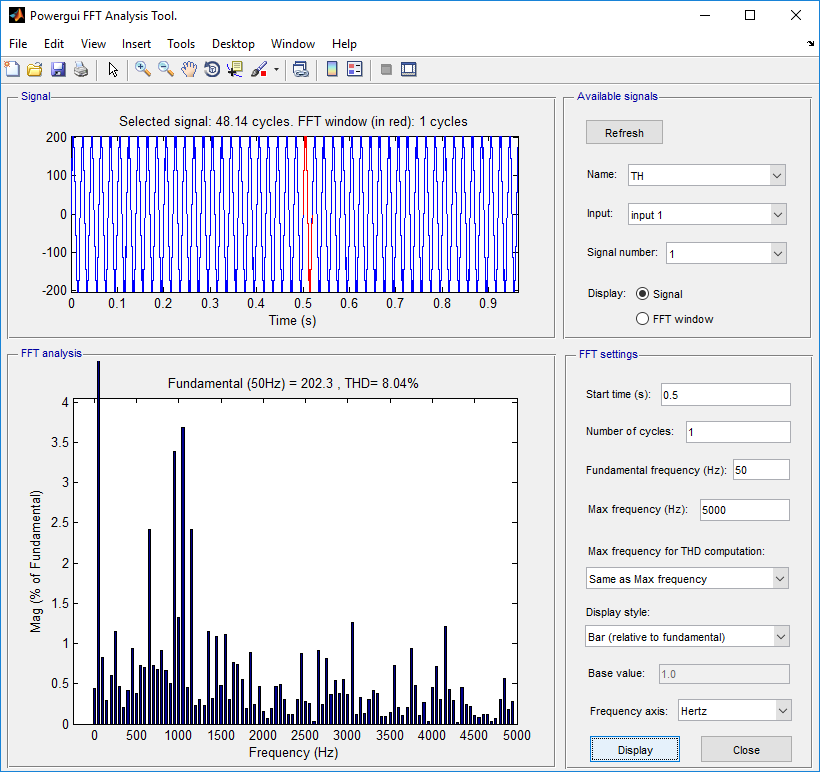 Powergui FFT Analysis Tool.
File Edit View Insert Tools Desktop Window Help
Signal
Selected signal: 48.14 cycles. FFT window (in red): 1 cycles
200
100
0
-100
-200
0 0.1 0.2 0.3 0.4 0.5 0.6 0.7 0.8 0.9
Time (s)
Available signals
Refresh
Name: TH
Input: input 1
Signal number: 1
Display: Signal
FFT window
FFT analysis
Fundamental (50Hz) = 202.3 , THD= 8.04%
Mag (% of Fundamental)
4
3.5
3
2.5
2
1.5
1
0.5
0
0 500 1000 1500 2000 2500 3000 3500 4000 4500 5000
Frequency (Hz)
FFT settings
Start time (s): 0.5
Number of cycles: 1
Fundamental frequency (Hz): 50
Max frequency (Hz): 5000
Max frequency for THD computation:
Same as Max frequency
Display style:
Bar (relative to fundamental)
Base value: 1.0
Frequency axis: Hertz
Display Close